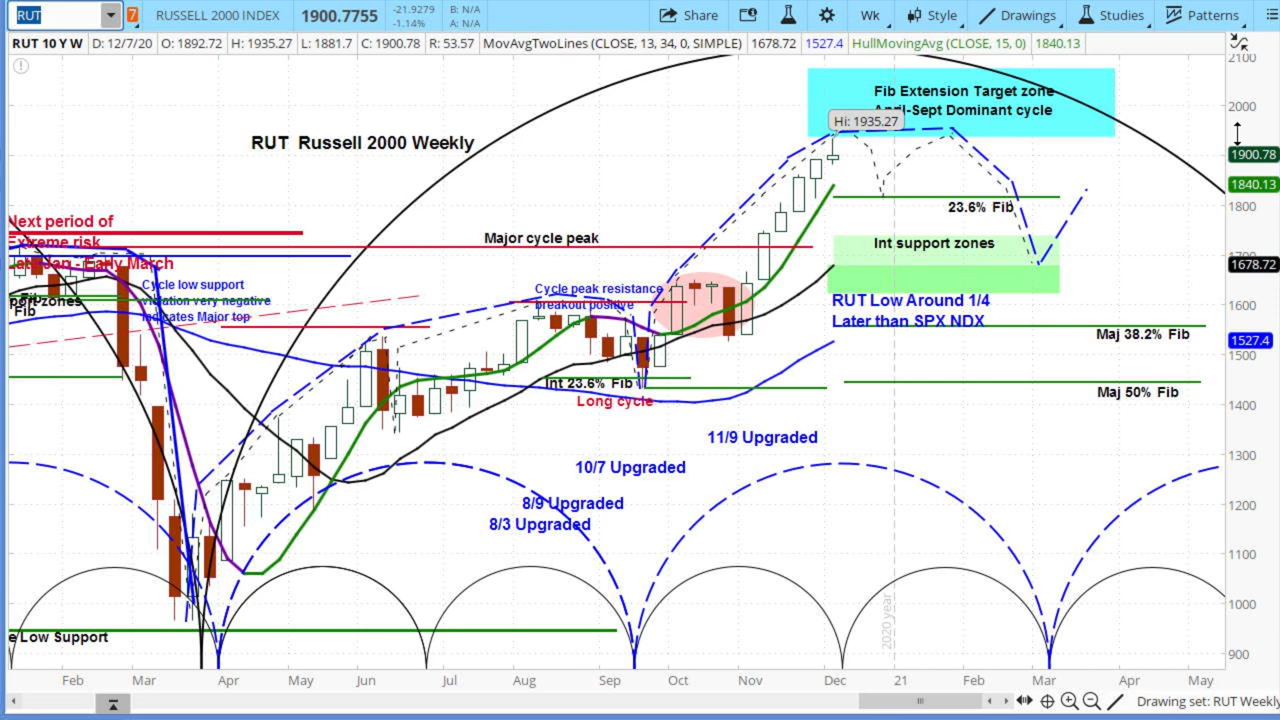 RUT
7
RUSSELL 2000 INDEX
1900.7755
-21.9279
-1.14%
B: N/A
A: N/A
Share
Wk
Style
Drawings
Studies
Patterns
RUT 10 Y W
D: 12/7/20
O: 1892.72
H: 1935.27
L: 1881.7
C: 1900.78
R: 53.57
MovAvgTwoLines (CLOSE, 13, 34, 0, SIMPLE)
1678.72
1527.4
HullMovingAvg (CLOSE, 15, 0)
1840.13
2100
Fib Extension Target zone
April-Sept Dominant cycle
2000
Hi: 1935.27
RUT Russell 2000 Weekly
1900.78
1840.13
23.6% Fib
1800
Next period of
Extreme risk
Jan - Early March
Major cycle peak
Int support zones
1678.72
Cycle low support
violation very negative
indicates Major top
Cycle peak resistance
breakout positive
port zones
Fib
RUT Low Around 1/4
Later than SPX NDX
1600
Maj 38.2% Fib
1527.4
1500
Int 23.6% Fib
Maj 50% Fib
Long cycle
1400
11/9 Upgraded
1300
10/7 Upgraded
8/9 Upgraded
8/3 Upgraded
1200
1100
1000
2020 year
e Low Support
900
Feb
Mar
Apr
May
Jun
Jul
Aug
Sep
Oct
Nov
Dec
21
Feb
Mar
Apr
May
Drawing set: RUT Weekly